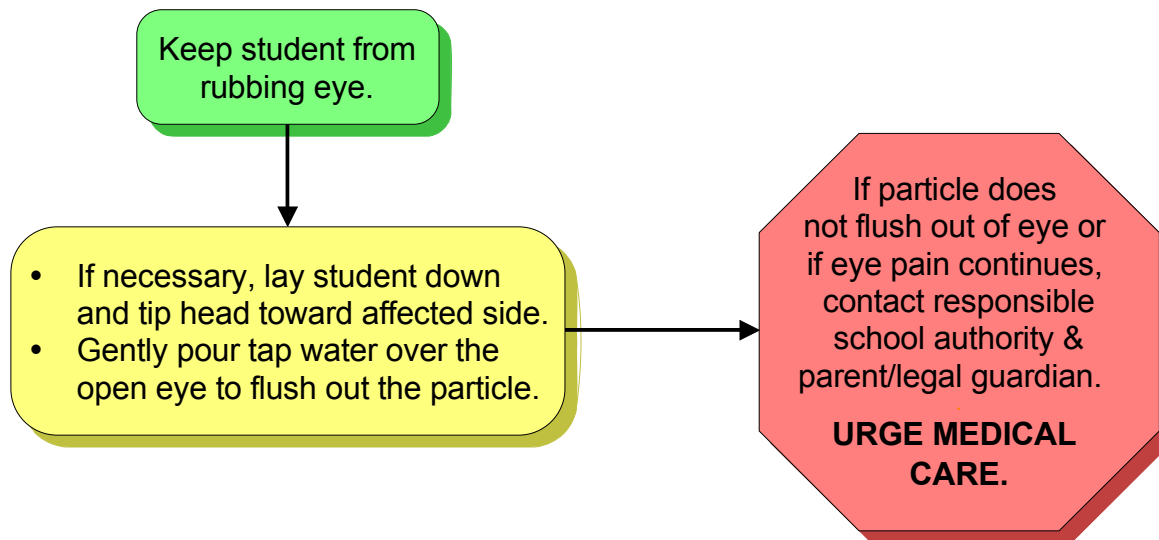 Keep student from
rubbing eye.
• If necessary, lay student down
and tip head toward affected side.
• Gently pour tap water over the
open eye to flush out the particle.
If particle does
not flush out of eye or
if eye pain continues,
contact responsible
school authority &
parent/legal guardian.
URGE MEDICAL
CARE.